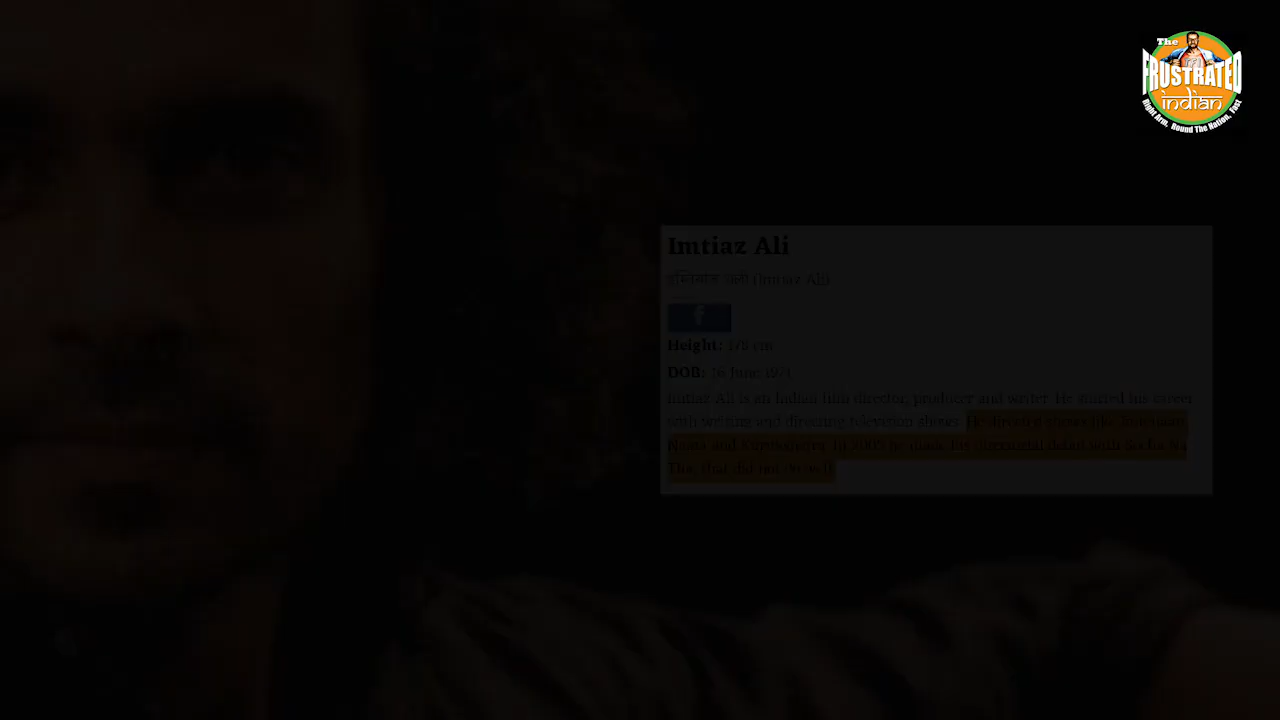 The
FRUSTRATED
indian
Right Arm, Round The Nation, Fast
Imtiaz Ali
(Imtiaz Ali)
f
Height: 178 cm
DOB: 16 June 1971
Imtiaz Ali is an Indian film director, producer and writer. He started his career
with writing and directing television shows. He directed shows like
Naina and Kurukshetra. In 2005 he made his directorial debut with Socha Na
Tha, that did not do well